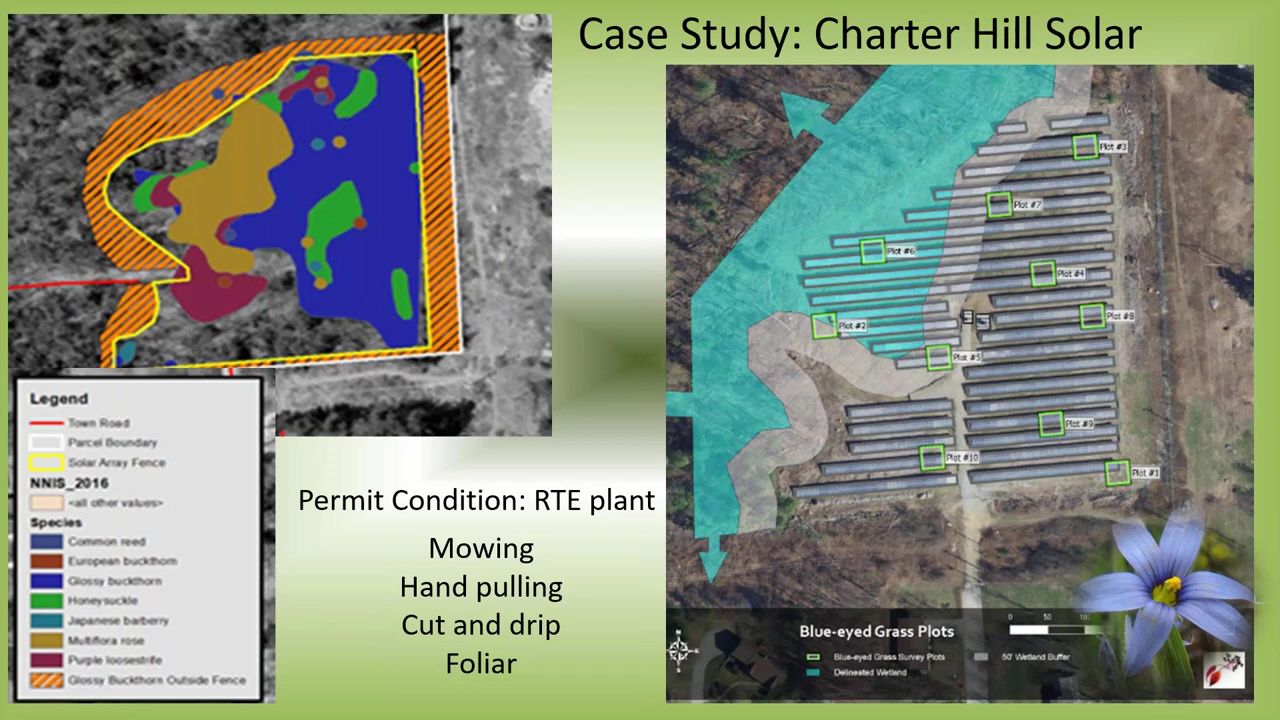 Case Study: Charter Hill Solar
Legend
Town Road
Parcel Boundary
Solar Array Fence
NNIS_2016
<all other values>
Species
Common reed
European buckthorn
Glossy buckthorn
Honeysuckle
Japanese barberry
Multiflora rose
Purple loosestrife
Glossy Buckthorn Outside Fence
Permit Condition: RTE plant
Mowing
Hand pulling
Cut and drip
Foliar
Plot #3
Plot #7
Plot #6
Plot #4
Plot #8
Plot #2
Plot #5
Plot #9
Plot #10
Plot #1
Blue-eyed Grass Plots
Blue-eyed Grass Survey Plots
50' Wetland Buffer
Delineated Wetland
0 50
N